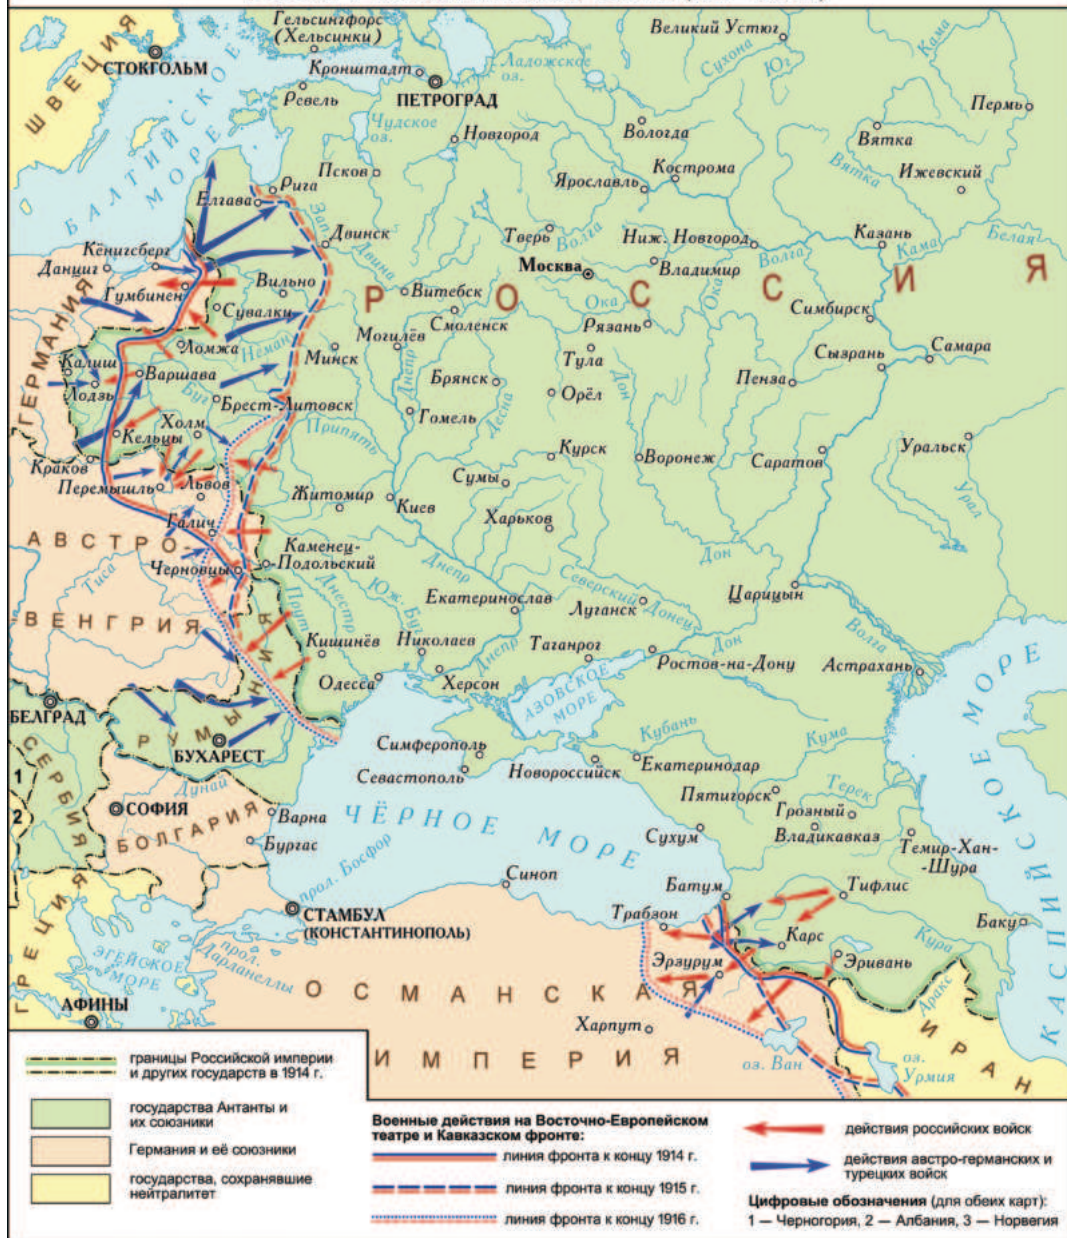 ШВЕЦИЯ
СТОКГОЛЬМ
БАЛТИЙСКОЕ
МОРЕ
Гельсингфорс
(Хельсинки)
Кронштадт
Ревель
ПЕТРОГРАД
Ладожское
оз.
Чудское
оз.
Новгород
Псков
Великий Устюг
Сухона
Юг
Кама
Пермь
Вологда
Вятка
Вятка
Ижевский
Кострома
Ярославль
Рига
Елгава
Зап. Двина
Двинск
Тверь
Волга
Ниж. Новгород
Волга
Казань
Кама
Белая
Кёнигсберг
Данциг
Гумбинен
Вильно
Сувалки
Москва
Владимир
РОССИЯ
Витебск
Смоленск
Ока
Ока
Рязань
Симбирск
ГЕРМАНИЯ
Ломжа
Неман
Минск
Могилёв
Днепр
Тула
Сызрань
Самара
Калиш
Лодзь
Варшава
Буг
Брест-Литовск
Брянск
Десна
Орёл
Дон
Пенза
Холм
Кельцы
Припять
Гомель
Краков
Перемышль
Львов
Курск
Воронеж
Саратов
Уральск
Урал
Сумы
Житомир
Киев
Харьков
Галич
АВСТРО-
ВЕНГРИЯ
Тиса
Черновцы
Каменец-
-Подольский
Днестр
Прут
Юж. Буг
Днепр
Северский Донец
Дон
Царицын
Екатеринослав
Луганск
Кишинёв
Николаев
Днепр
Таганрог
Дон
Ростов-на-Дону
Волга
Астрахань
Одесса
Херсон
АЗОВСКОЕ
МОРЕ
БЕЛГРАД
РУМЫНИЯ
БУХАРЕСТ
Дунай
СЕРБИЯ
1
2
СОФИЯ
БОЛГАРИЯ
Варна
Бургас
Симферополь
Севастополь
Новороссийск
Кубань
Екатеринодар
Кума
Пятигорск
Терек
Грозный
Владикавказ
Темир-Хан-
-Шура
КАСПИЙСКОЕ МОРЕ
ЧЁРНОЕ МОРЕ
Сухум
Синоп
прол. Босфор
СТАМБУЛ
(КОНСТАНТИНОПОЛЬ)
прол.
Дарданеллы
ГРЕЦИЯ
ЭГЕЙСКОЕ
МОРЕ
АФИНЫ
Батум
Тифлис
Трабзон
Карс
Кура
Баку
Эрзурум
Эривань
Аракс
ОСМАНСКАЯ
ИМПЕРИЯ
Харпут
оз. Ван
оз.
Урмия
ИРАН
границы Российской империи
и других государств в 1914 г.
государства Антанты и
их союзники
Германия и её союзники
государства, сохранявшие
нейтралитет
Военные действия на Восточно-Европейском
театре и Кавказском фронте:
линия фронта к концу 1914 г.
линия фронта к концу 1915 г.
линия фронта к концу 1916 г.
действия российских войск
действия австро-германских и
турецких войск
Цифровые обозначения (для обеих карт):
1 — Черногория, 2 — Албания, 3 — Норвегия